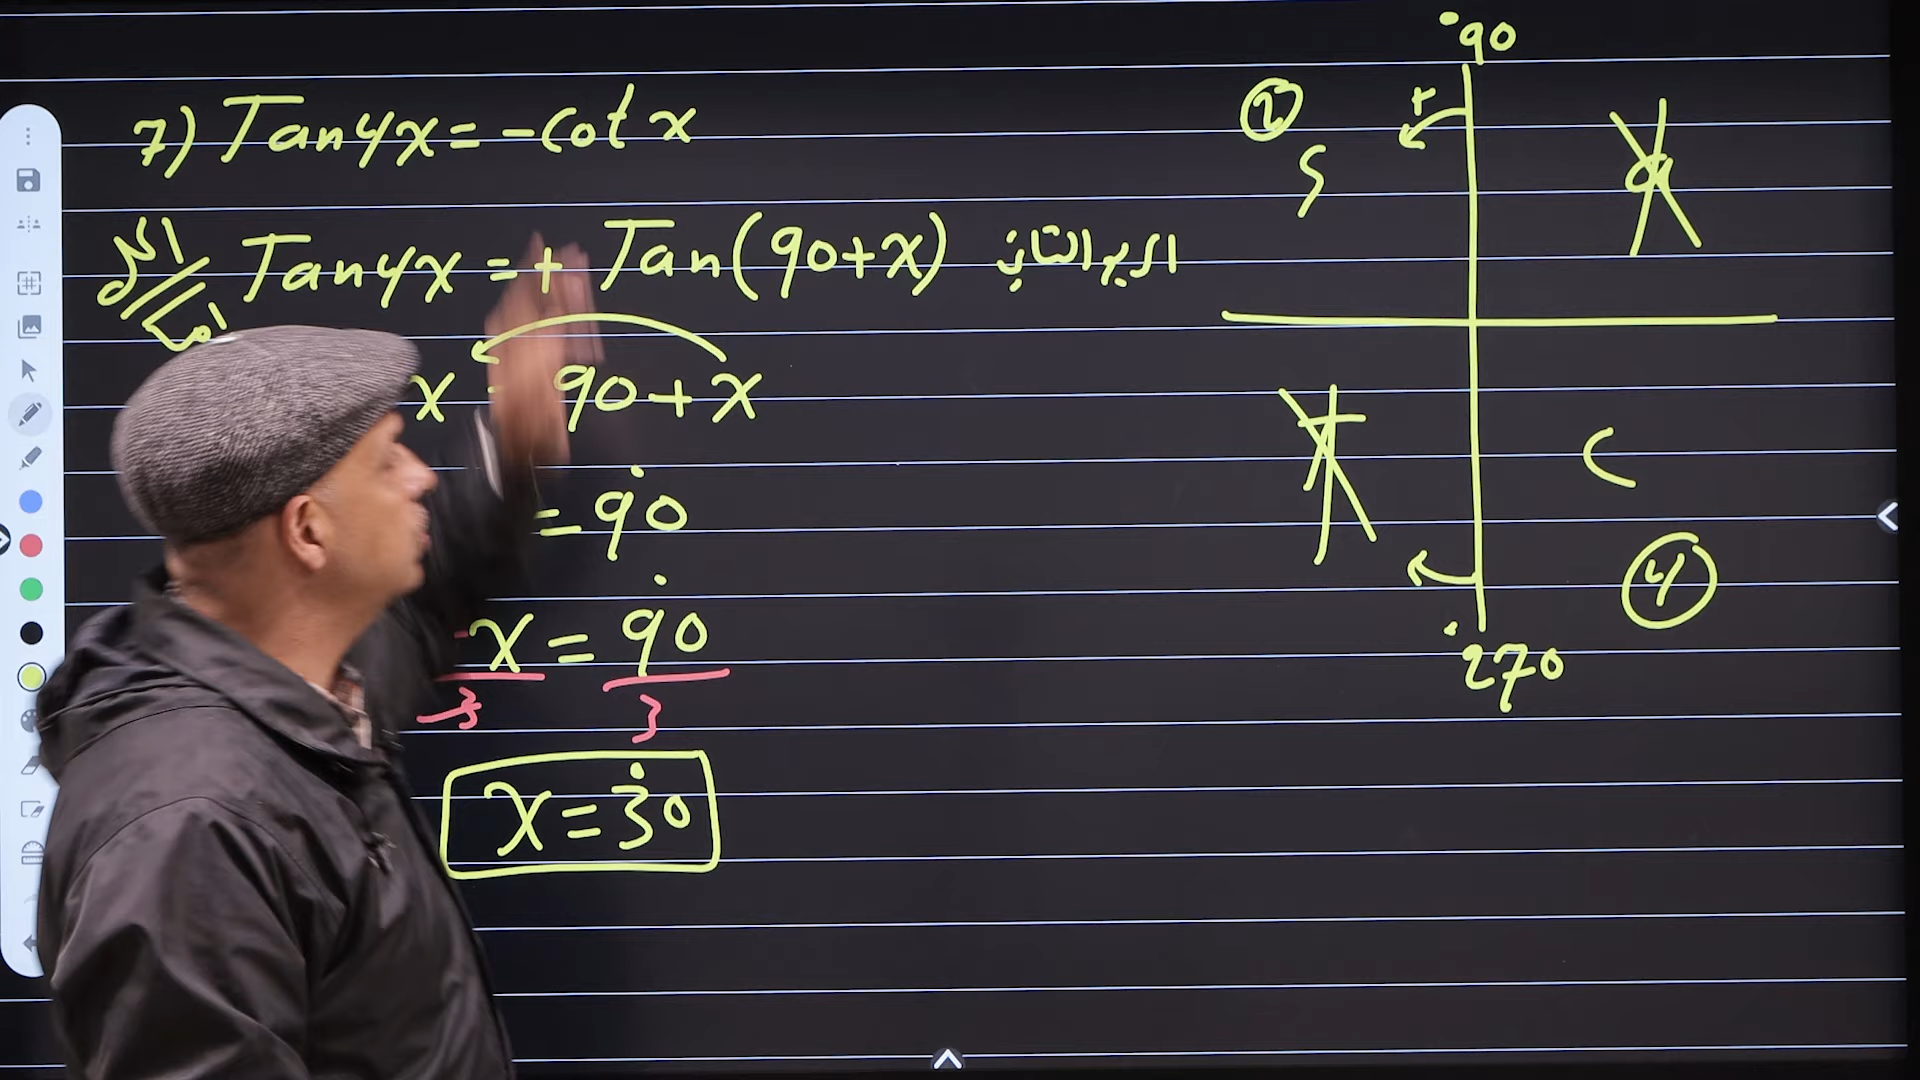 7) Tan4x = -Cot x
Tan4x = + Tan(90+x) الربع الثاني
x = 90 + x
= 90°
x = 90°
3 3
x = 30°
°90
2
S
+
C
4
°270